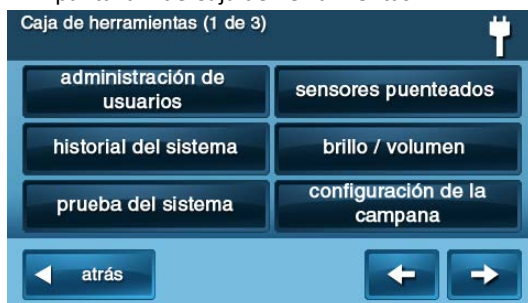 Caja de herramientas (1 de 3)
administración de
usuarios
sensores puenteados
historial del sistema
brillo / volumen
prueba del sistema
configuración de la
campana
atrás